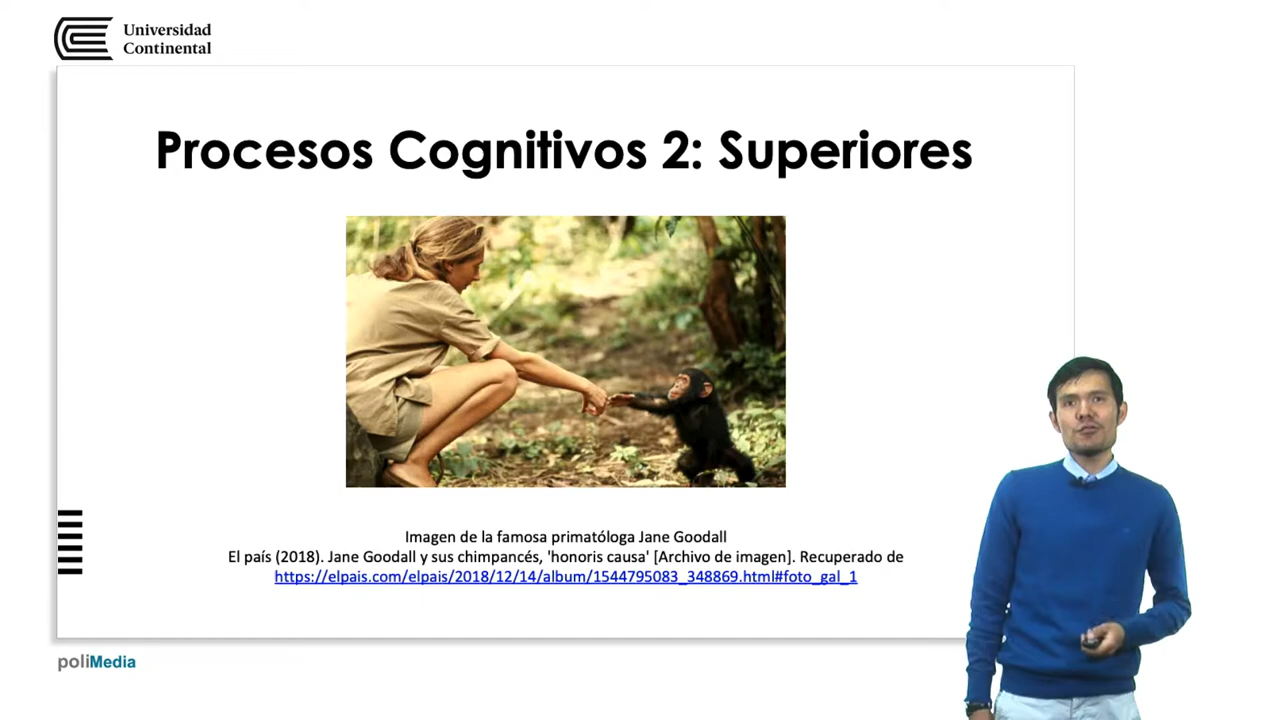 Universidad
Continental
Procesos Cognitivos 2: Superiores
Imagen de la famosa primatóloga Jane Goodall
El país (2018). Jane Goodall y sus chimpancés, 'honoris causa' [Archivo de imagen]. Recuperado de
https://elpais.com/elpais/2018/12/14/album/1544795083_348869.html#foto_gal_1
poliMedia